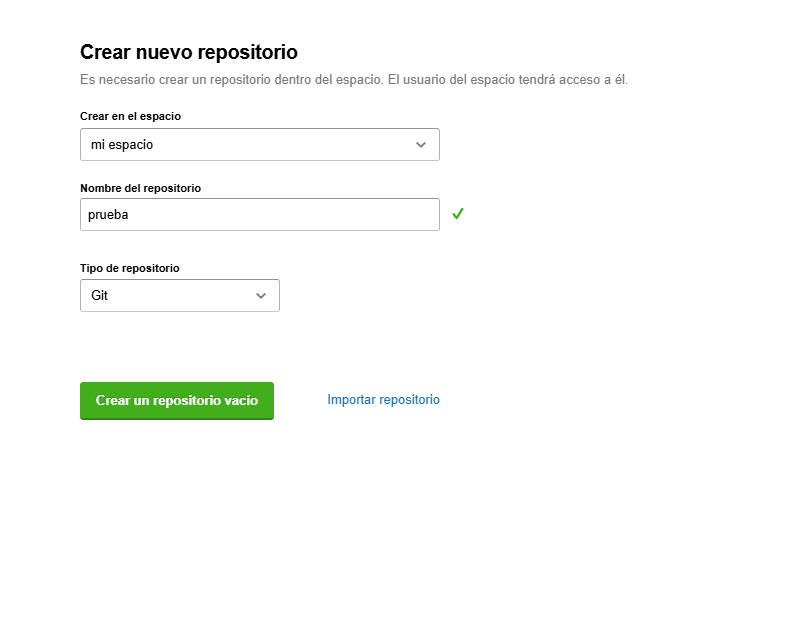 Crear nuevo repositorio
Es necesario crear un repositorio dentro del espacio. El usuario del espacio tendrá acceso a él.
Crear en el espacio
mi espacio
Nombre del repositorio
prueba
Tipo de repositorio
Git
Crear un repositorio vacío
Importar repositorio